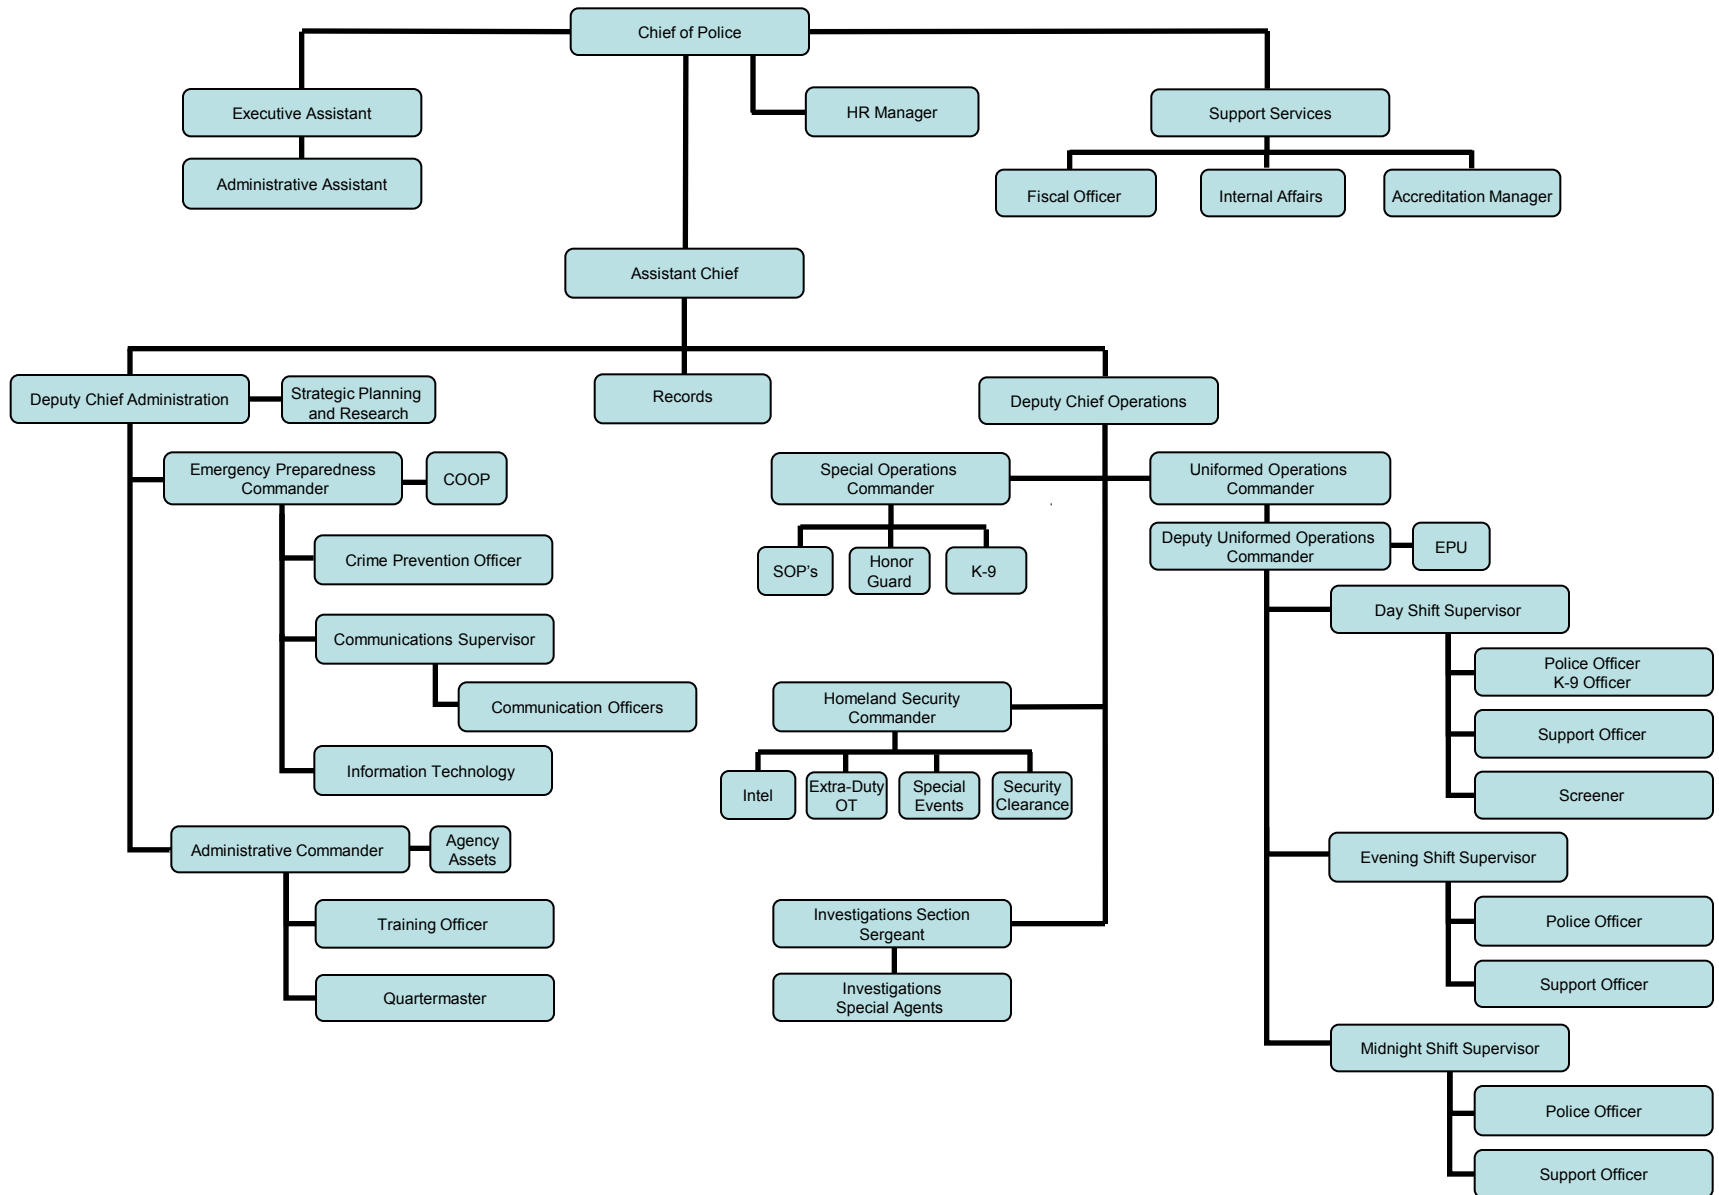 Chief of Police
Executive Assistant
HR Manager
Support Services
Administrative Assistant
Fiscal Officer
Internal Affairs
Accreditation Manager
Assistant Chief
Deputy Chief Administration
Strategic Planning
and Research
Records
Deputy Chief Operations
Emergency Preparedness
Commander
COOP
Crime Prevention Officer
Communications Supervisor
Communication Officers
Information Technology
Administrative Commander
Agency
Assets
Training Officer
Quartermaster
Special Operations
Commander
SOP's
Honor
Guard
K-9
Homeland Security
Commander
Intel
Extra-Duty
OT
Special
Events
Security
Clearance
Investigations Section
Sergeant
Investigations
Special Agents
Uniformed Operations
Commander
Deputy Uniformed Operations
Commander
EPU
Day Shift Supervisor
Police Officer
K-9 Officer
Support Officer
Screener
Evening Shift Supervisor
Police Officer
Support Officer
Midnight Shift Supervisor
Police Officer
Support Officer